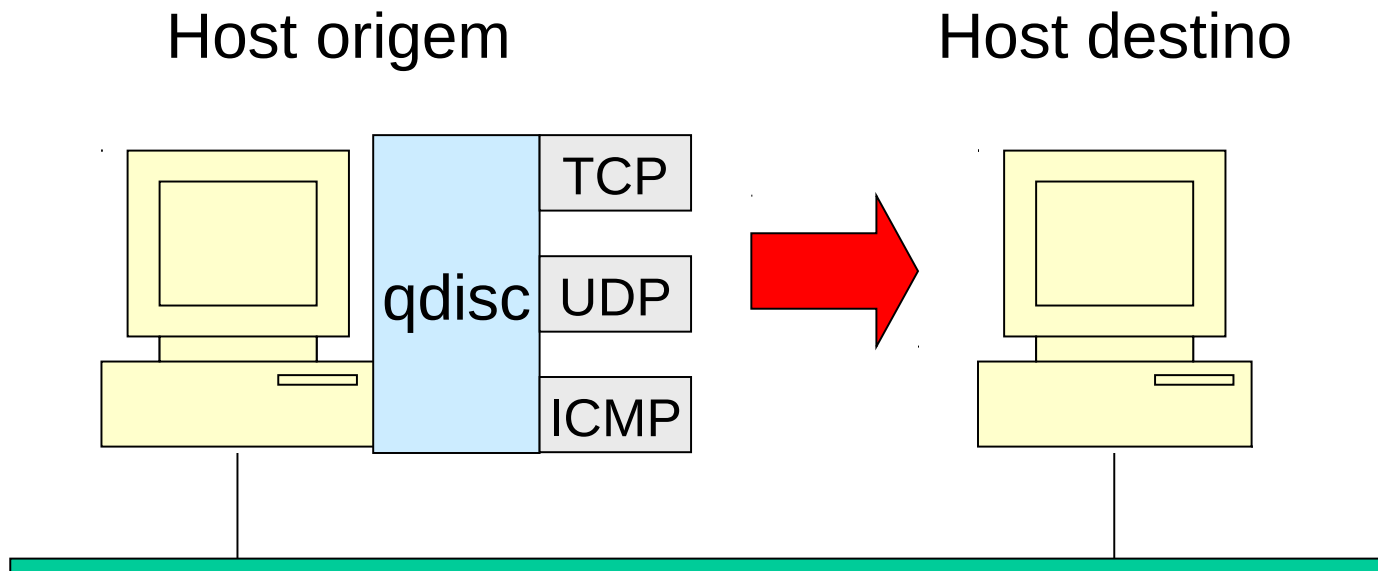 Host origem
Host destino
TCP
qdisc
UDP
ICMP